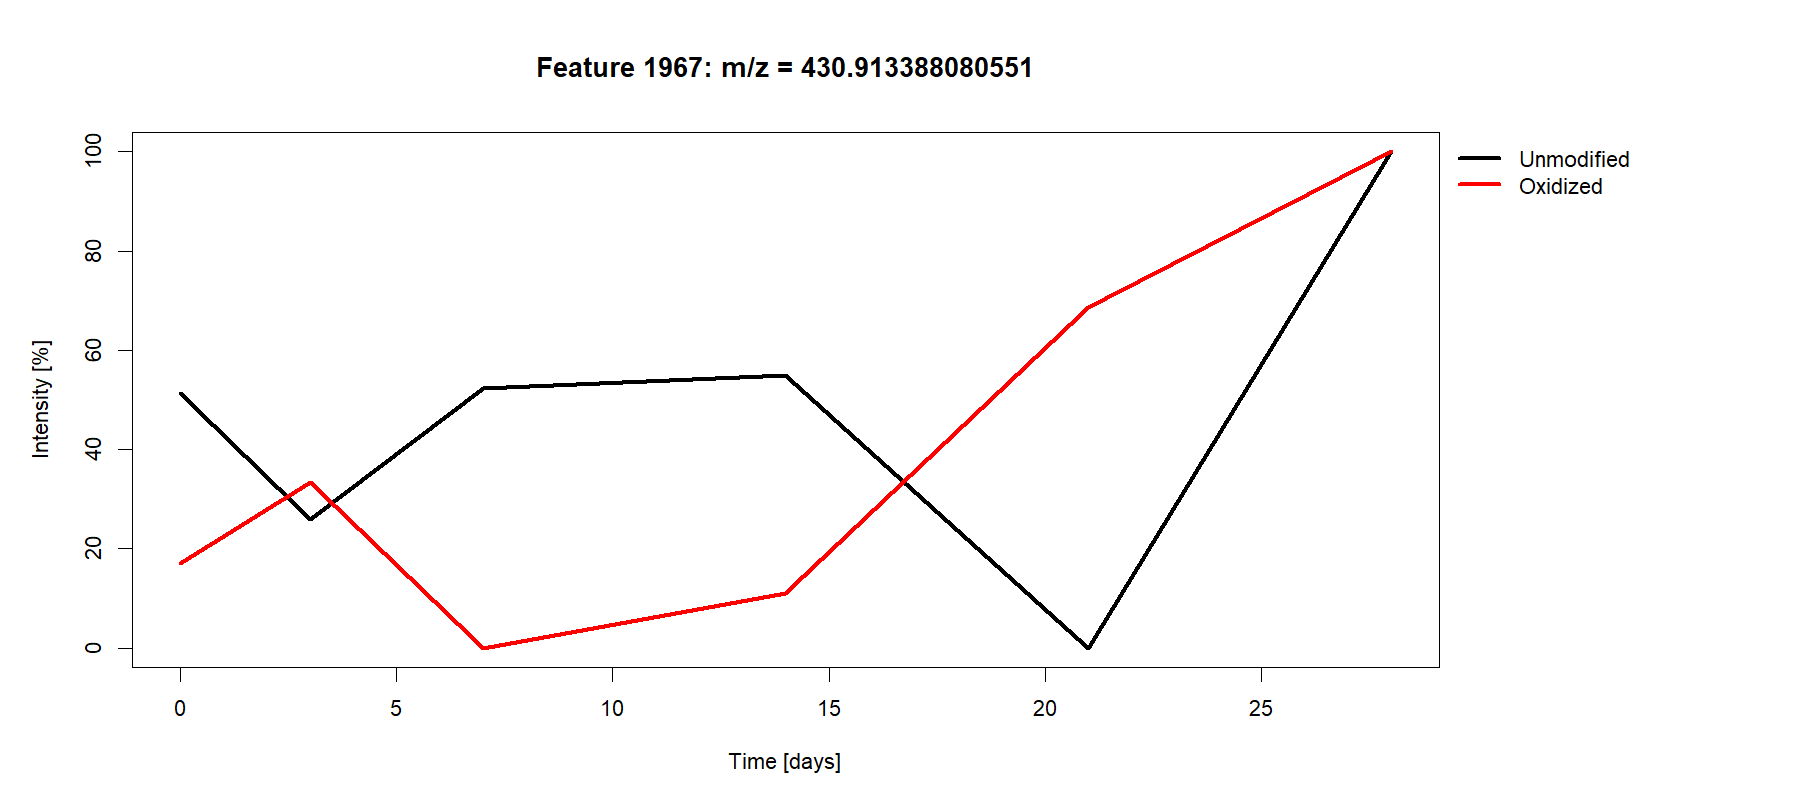 Feature 1967: m/z = 430.913388080551
Unmodified
Oxidized
Intensity [%]
100
80
60
40
20
0
0 5 10 15 20 25
Time [days]